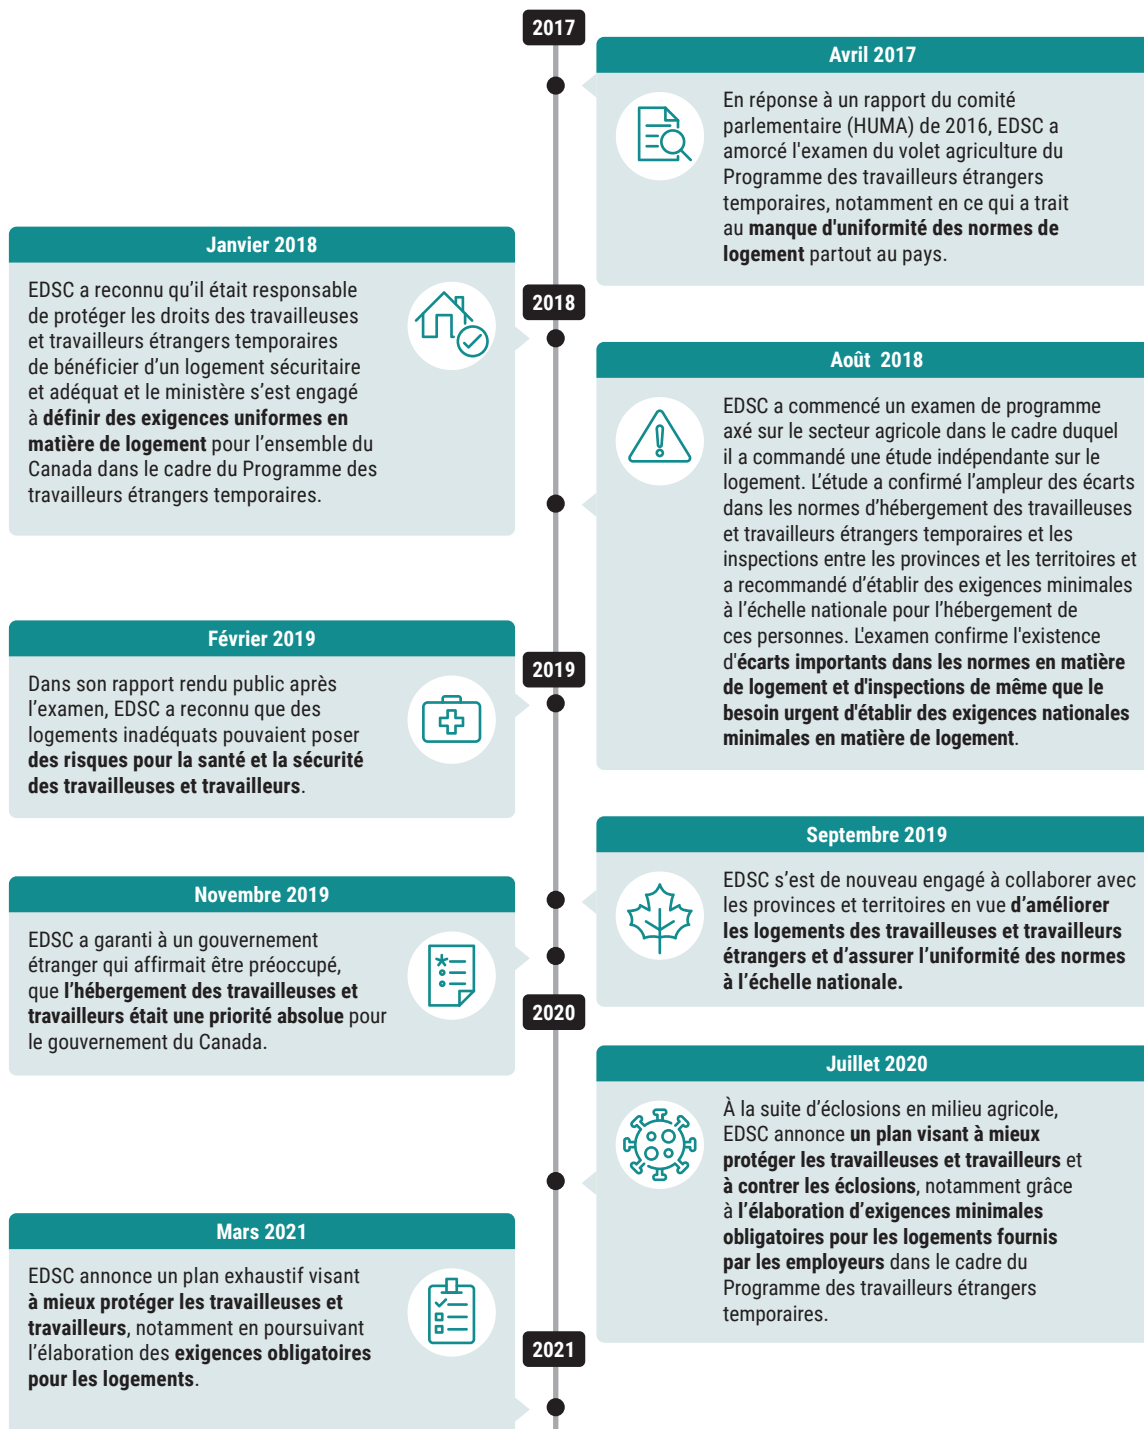 2017
Avril 2017
En réponse à un rapport du comité
parlementaire (HUMA) de 2016, EDSC a
amorcé l'examen du volet agriculture du
Programme des travailleurs étrangers
temporaires, notamment en ce qui a trait
au manque d'uniformité des normes de
logement partout au pays.
Janvier 2018
EDSC a reconnu qu’il était responsable
de protéger les droits des travailleuses
et travailleurs étrangers temporaires
de bénéficier d’un logement sécuritaire
et adéquat et le ministère s’est engagé
à définir des exigences uniformes en
matière de logement pour l’ensemble du
Canada dans le cadre du Programme des
travailleurs étrangers temporaires.
2018
Août 2018
EDSC a commencé un examen de programme
axé sur le secteur agricole dans le cadre duquel
il a commandé une étude indépendante sur le
logement. L’étude a confirmé l’ampleur des écarts
dans les normes d’hébergement des travailleuses
et travailleurs étrangers temporaires et les
inspections entre les provinces et les territoires et
a recommandé d’établir des exigences minimales
à l’échelle nationale pour l’hébergement de
ces personnes. L'examen confirme l'existence
d'écarts importants dans les normes en matière
de logement et d'inspections de même que le
besoin urgent d'établir des exigences nationales
minimales en matière de logement.
Février 2019
Dans son rapport rendu public après
l’examen, EDSC a reconnu que des
logements inadéquats pouvaient poser
des risques pour la santé et la sécurité
des travailleuses et travailleurs.
2019
Septembre 2019
EDSC s’est de nouveau engagé à collaborer avec
les provinces et territoires en vue d’améliorer
les logements des travailleuses et travailleurs
étrangers et d’assurer l’uniformité des normes
à l’échelle nationale.
Novembre 2019
EDSC a garanti à un gouvernement
étranger qui affirmait être préoccupé,
que l’hébergement des travailleuses et
travailleurs était une priorité absolue pour
le gouvernement du Canada.
2020
Juillet 2020
À la suite d’éclosions en milieu agricole,
EDSC annonce un plan visant à mieux
protéger les travailleuses et travailleurs et
à contrer les éclosions, notamment grâce
à l’élaboration d’exigences minimales
obligatoires pour les logements fournis
par les employeurs dans le cadre du
Programme des travailleurs étrangers
temporaires.
Mars 2021
EDSC annonce un plan exhaustif visant
à mieux protéger les travailleuses et
travailleurs, notamment en poursuivant
l’élaboration des exigences obligatoires
pour les logements.
2021